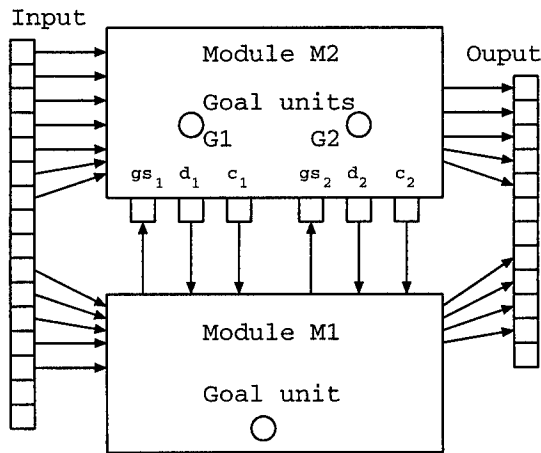 Input
Module M2
Ouput
Goal units
G1 G2
gs1 d1 c1 gs2 d2 c2
Module M1
Goal unit